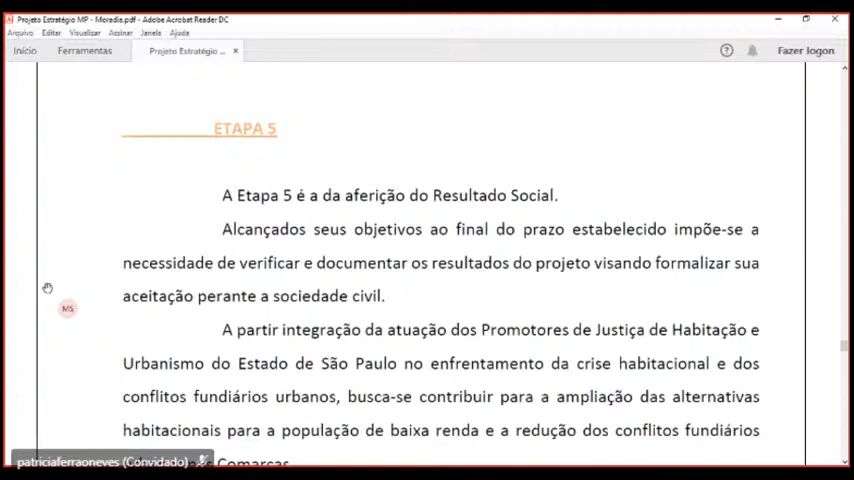 Projeto Estratégio MP - Moradia.pdf - Adobe Acrobat Reader DC
Arquivo Editar Visualizar Assinar Janela Ajuda
Início Ferramentas Projeto Estratégio ... × Fazer logon
ETAPA 5
A Etapa 5 é a da aferição do Resultado Social.
Alcançados seus objetivos ao final do prazo estabelecido impõe-se a
necessidade de verificar e documentar os resultados do projeto visando formalizar sua
aceitação perante a sociedade civil.
MS
A partir integração da atuação dos Promotores de Justiça de Habitação e
Urbanismo do Estado de São Paulo no enfrentamento da crise habitacional e dos
conflitos fundiários urbanos, busca-se contribuir para a ampliação das alternativas
habitacionais para a população de baixa renda e a redução dos conflitos fundiários
Comarcas
patriciaferraoneves (Convidado)